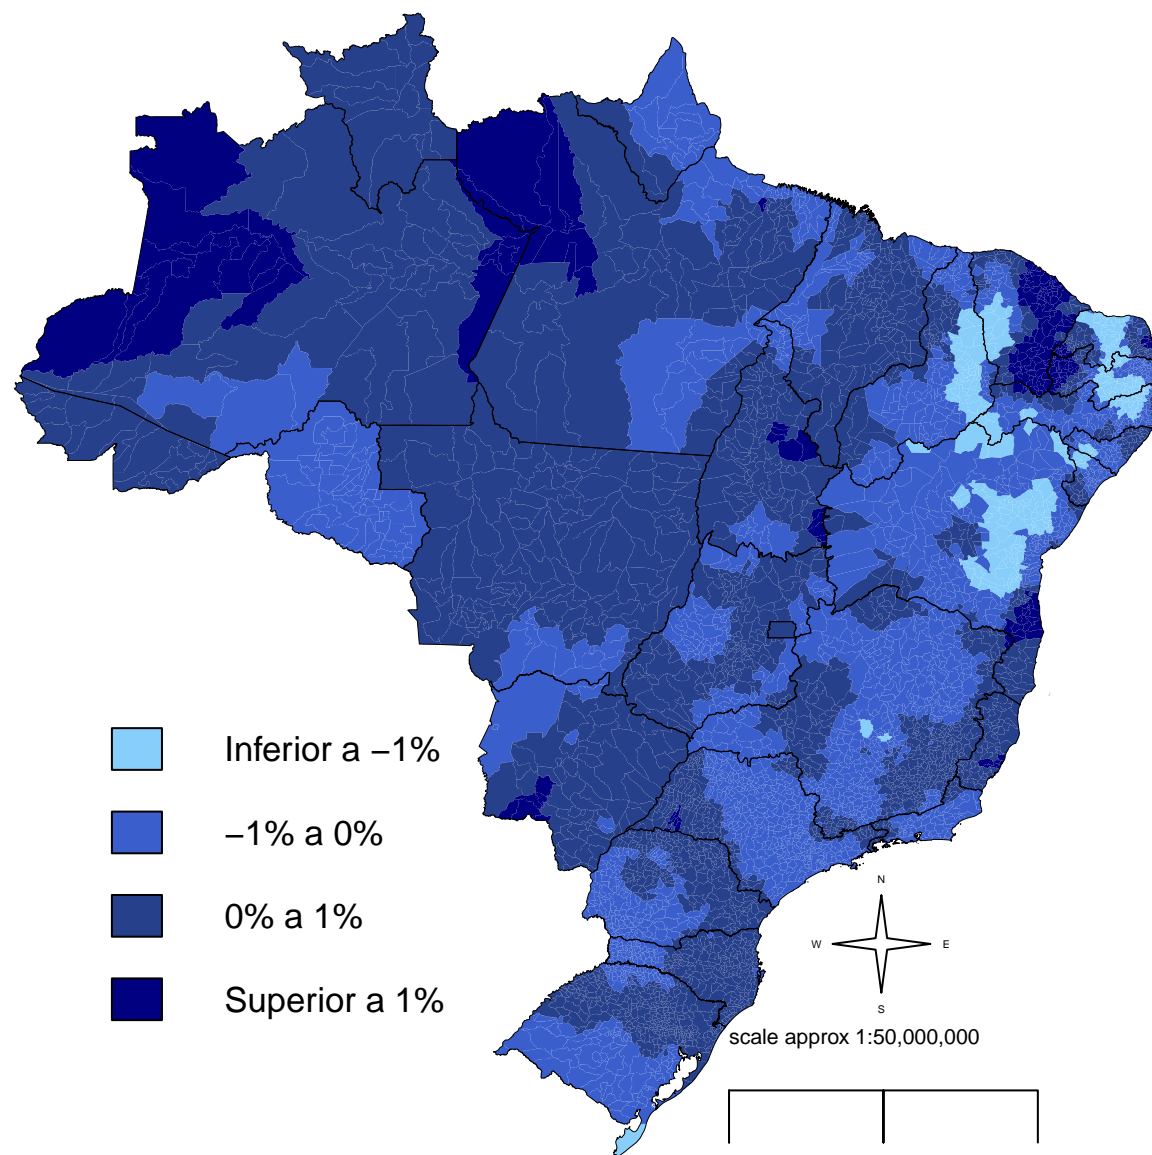 Inferior a −1%
−1% a 0%
0% a 1%
Superior a 1%
N
W E
S
scale approx 1:50,000,000